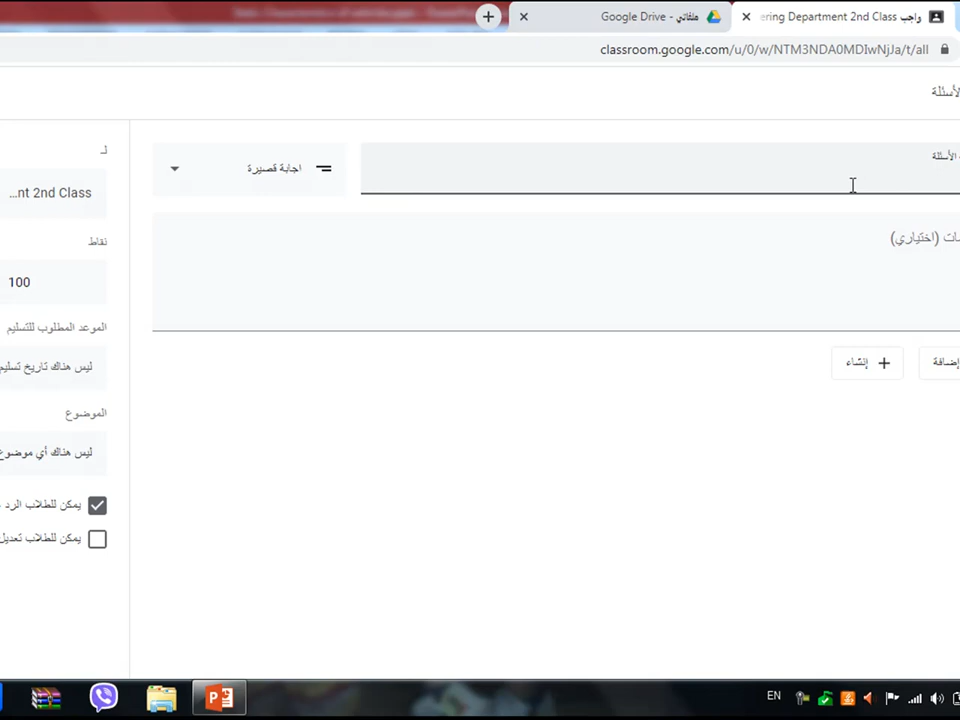 واجب ering Department 2nd Class
ملفاتي - Google Drive
classroom.google.com/u/0/w/NTM3NDA0MDIwNjJa/t/all
الأسئلة
الأسئلة
اجابة قصيرة
(اختياري)
إضافة
إنشاء
لـ
...nt 2nd Class
نقاط
100
الموعد المطلوب للتسليم
ليس هناك تاريخ تسليم
الموضوع
ليس هناك أي موضوع
يمكن للطلاب الرد
يمكن للطلاب تعديل
EN